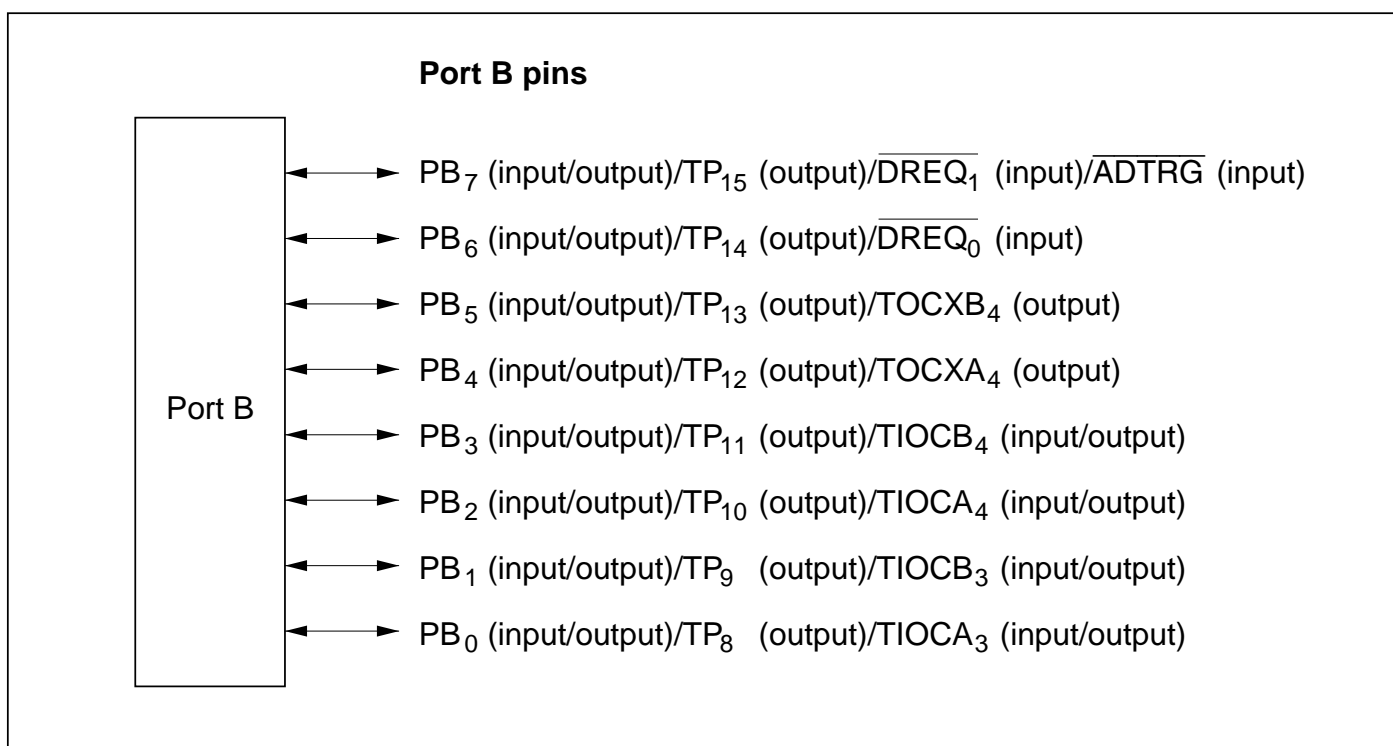 Port B pins
PB₇ (input/output)/TP₁₅ (output)/D̅R̅E̅Q̅₁ (input)/A̅D̅T̅R̅G̅ (input)
PB₆ (input/output)/TP₁₄ (output)/D̅R̅E̅Q̅₀ (input)
PB₅ (input/output)/TP₁₃ (output)/TOCXB₄ (output)
PB₄ (input/output)/TP₁₂ (output)/TOCXA₄ (output)
Port B
PB₃ (input/output)/TP₁₁ (output)/TIOCB₄ (input/output)
PB₂ (input/output)/TP₁₀ (output)/TIOCA₄ (input/output)
PB₁ (input/output)/TP₉ (output)/TIOCB₃ (input/output)
PB₀ (input/output)/TP₈ (output)/TIOCA₃ (input/output)